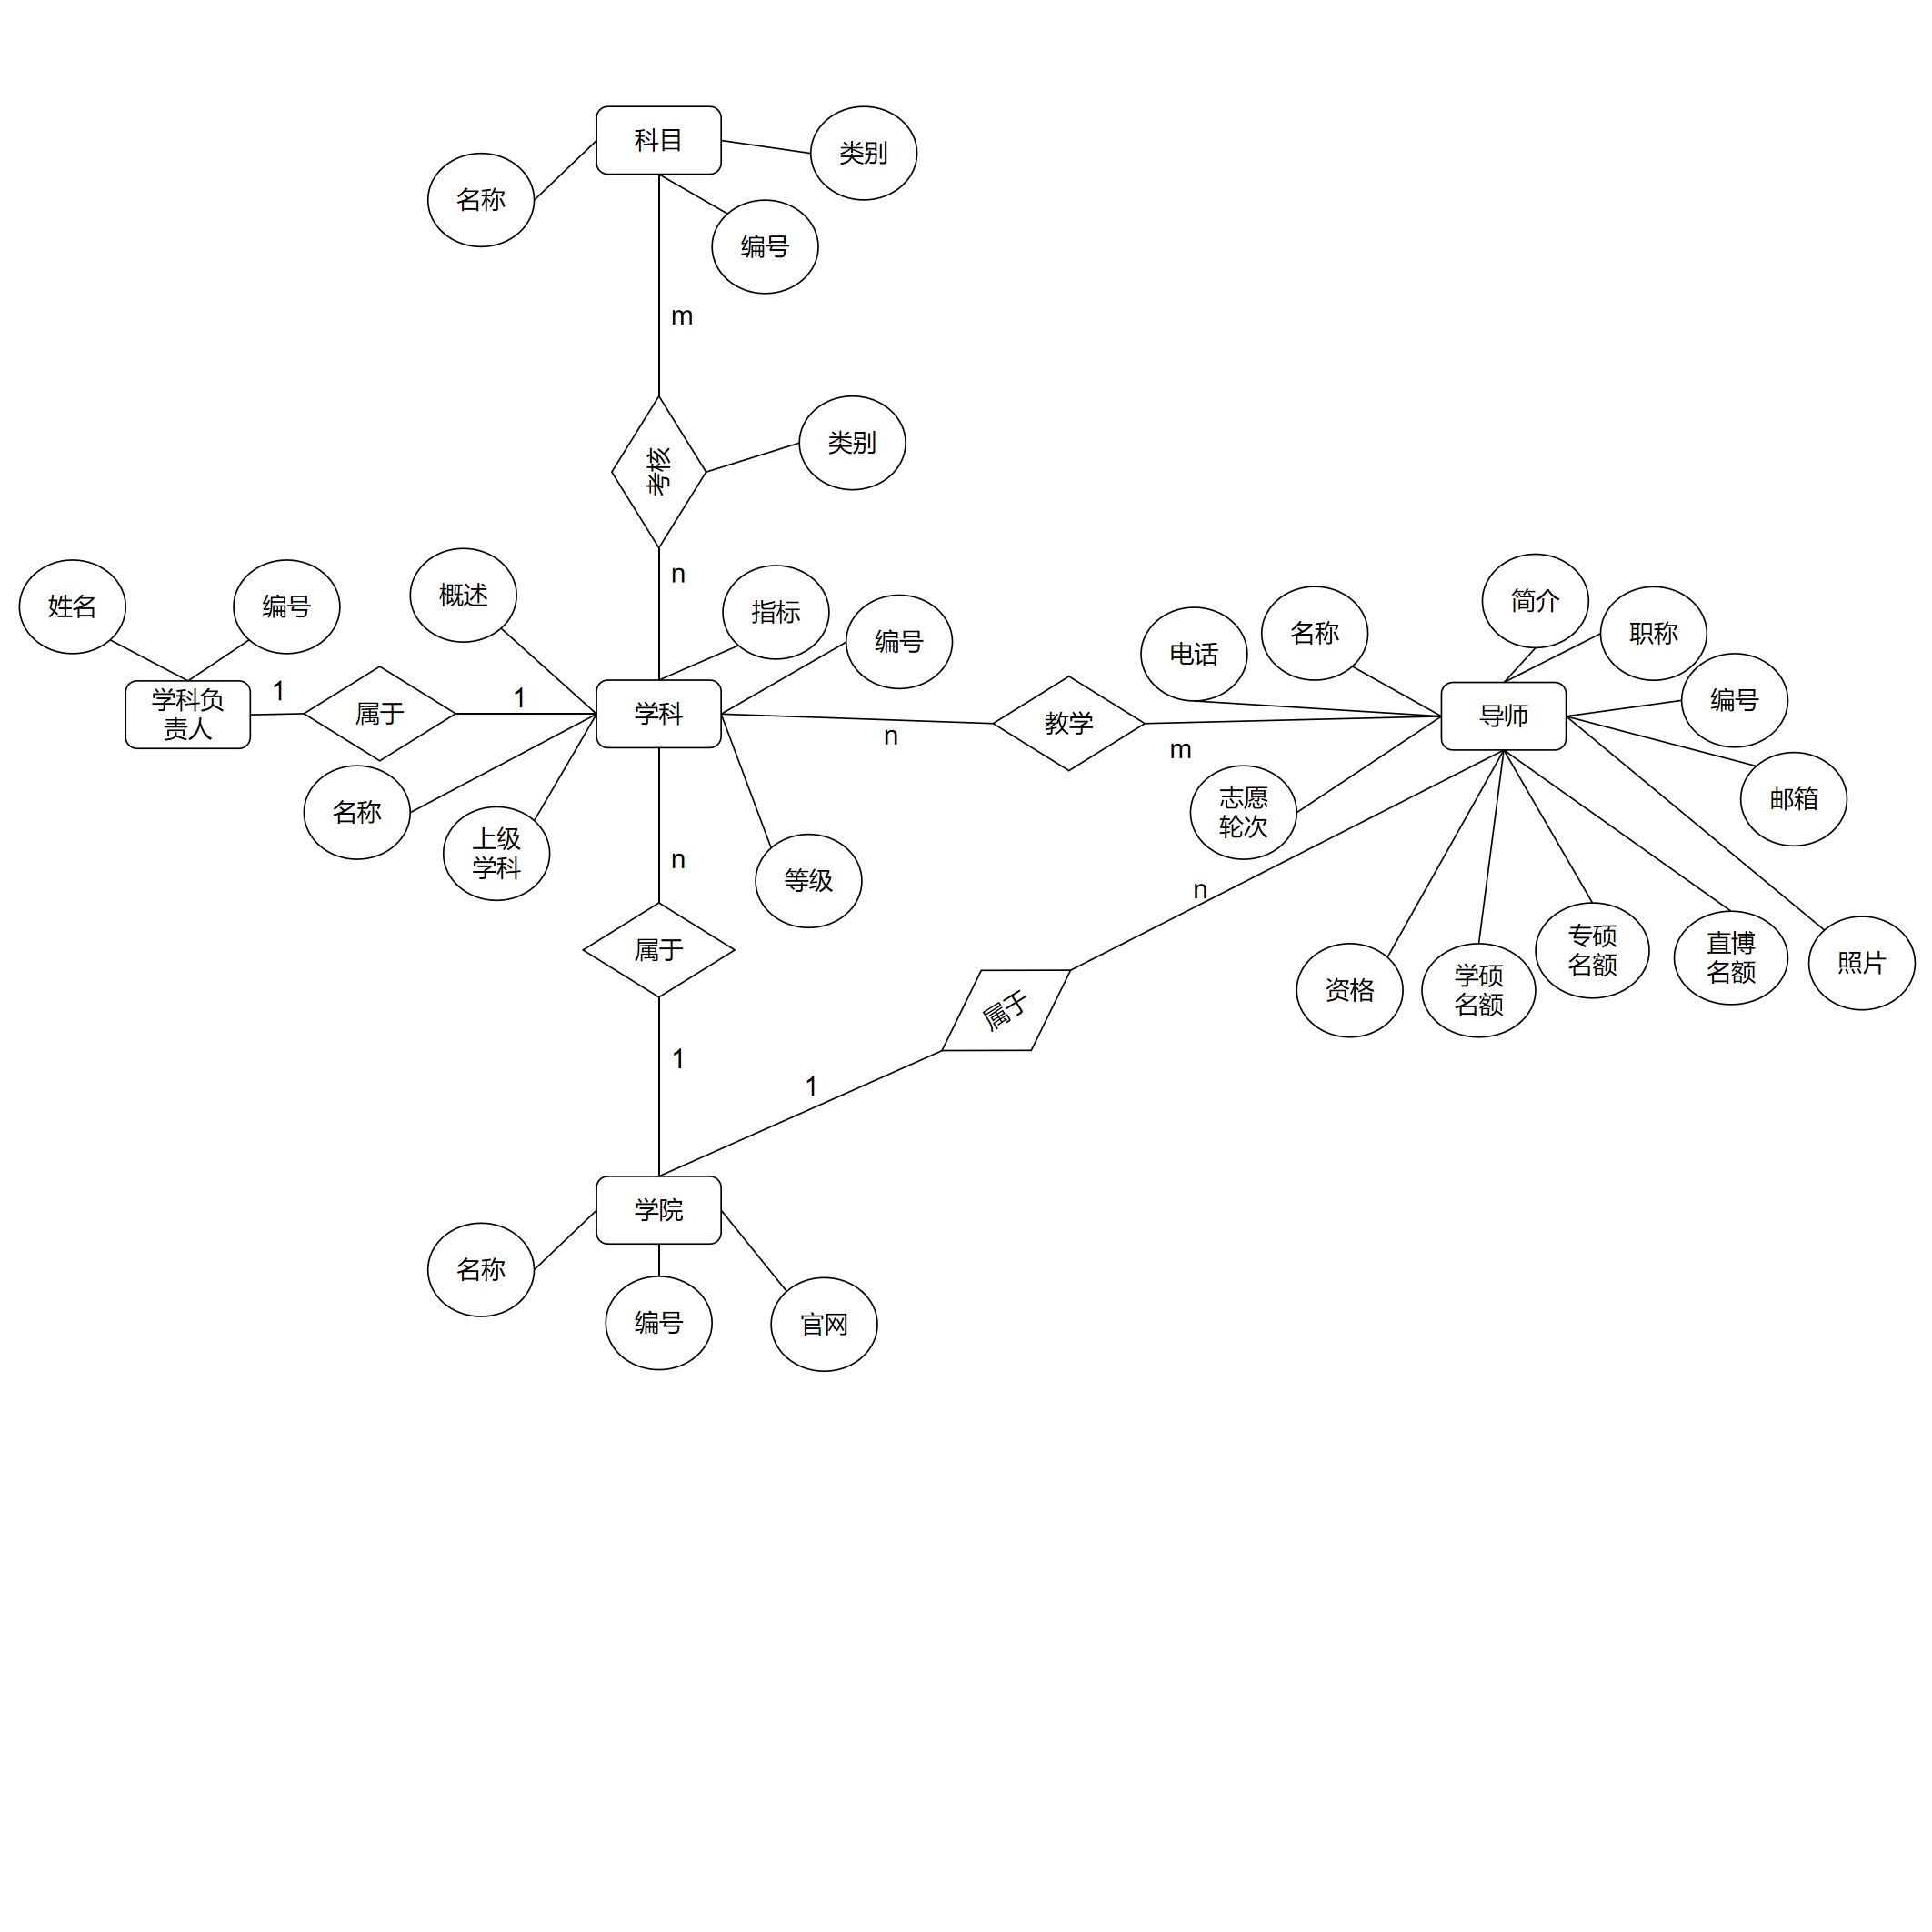 科目
类别
名称
编号
m
类别
考核
n
概述
指标
姓名
编号
编号
简介
名称
职称
电话
1
1
学科负
责人
属于
学科
n
教学
m
导师
编号
名称
上级
学科
n
等级
志愿
轮次
邮箱
n
属于
资格
学硕
名额
专硕
名额
直博
名额
照片
属于
1
1
学院
名称
编号
官网